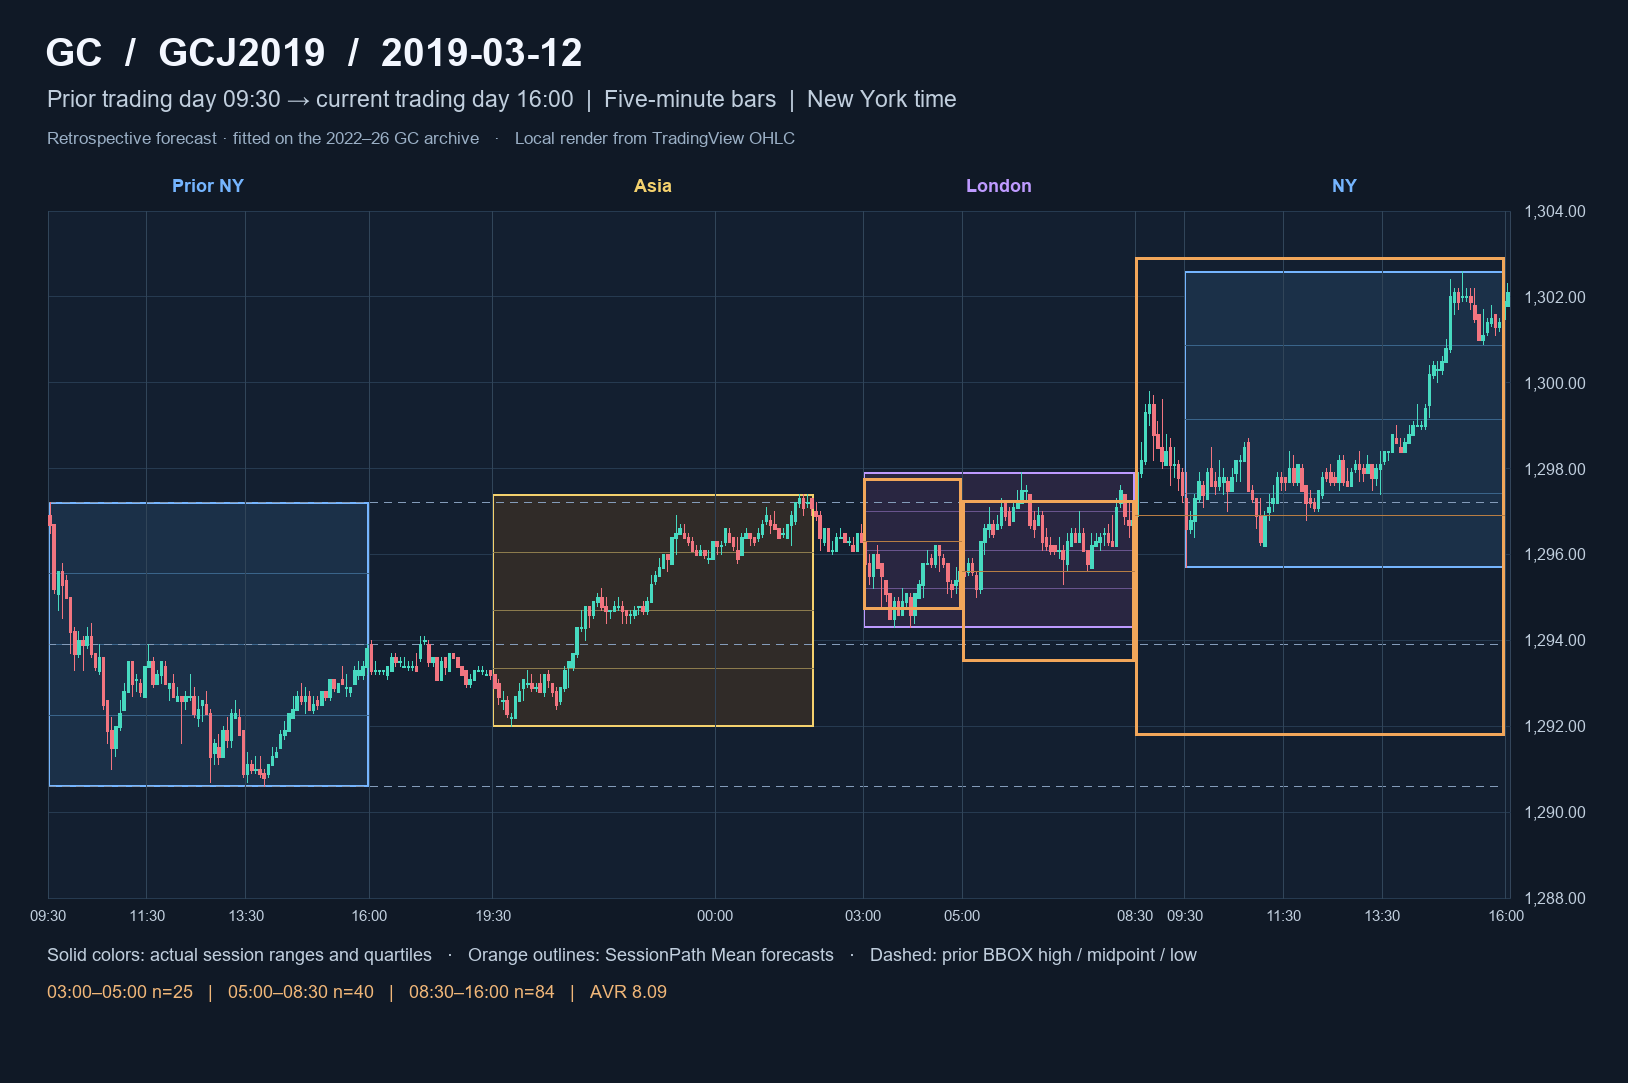 GC / GCJ2019 / 2019-03-12
Prior trading day 09:30 → current trading day 16:00 | Five-minute bars | New York time
Retrospective forecast · fitted on the 2022–26 GC archive · Local render from TradingView OHLC
Prior NY Asia London NY
1,304.00
1,302.00
1,300.00
1,298.00
1,296.00
1,294.00
1,292.00
1,290.00
1,288.00
09:30 11:30 13:30 16:00 19:30 00:00 03:00 05:00 08:30 09:30 11:30 13:30 16:00
Solid colors: actual session ranges and quartiles · Orange outlines: SessionPath Mean forecasts · Dashed: prior BBOX high / midpoint / low
03:00–05:00 n=25 | 05:00–08:30 n=40 | 08:30–16:00 n=84 | AVR 8.09